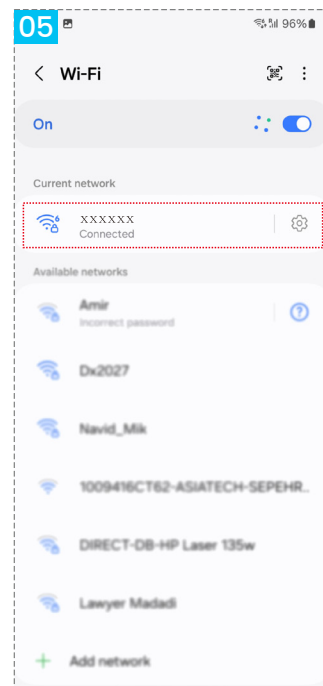 05
96%
Wi-Fi
On
Current network
6
XXXXXX
Connected
Available networks
Amir
Incorrect password
?
Dx2027
Navid_Mik
1009416CT62-ASIATECH-SEPEHR..
DIRECT-DB-HP Laser 135w
Lawyer Madadi
Add network